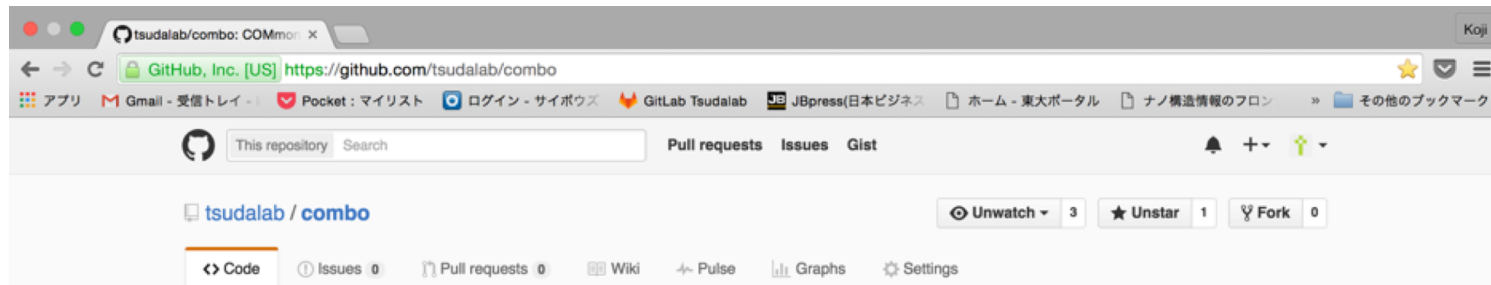 tsudalab/combo: COMmon
Koji
GitHub, Inc. [US] https://github.com/tsudalab/combo
アプリ Gmail - 受信トレイ - Pocket : マイリスト ログイン - サイボウズ GitLab Tsudalab JBpress(日本ビジネス ホーム - 東大ポータル ナノ構造情報のフロン » その他のブックマーク
This repository Search Pull requests Issues Gist
tsudalab / combo Unwatch 3 Unstar 1 Fork 0
<> Code Issues 0 Pull requests 0 Wiki Pulse Graphs Settings